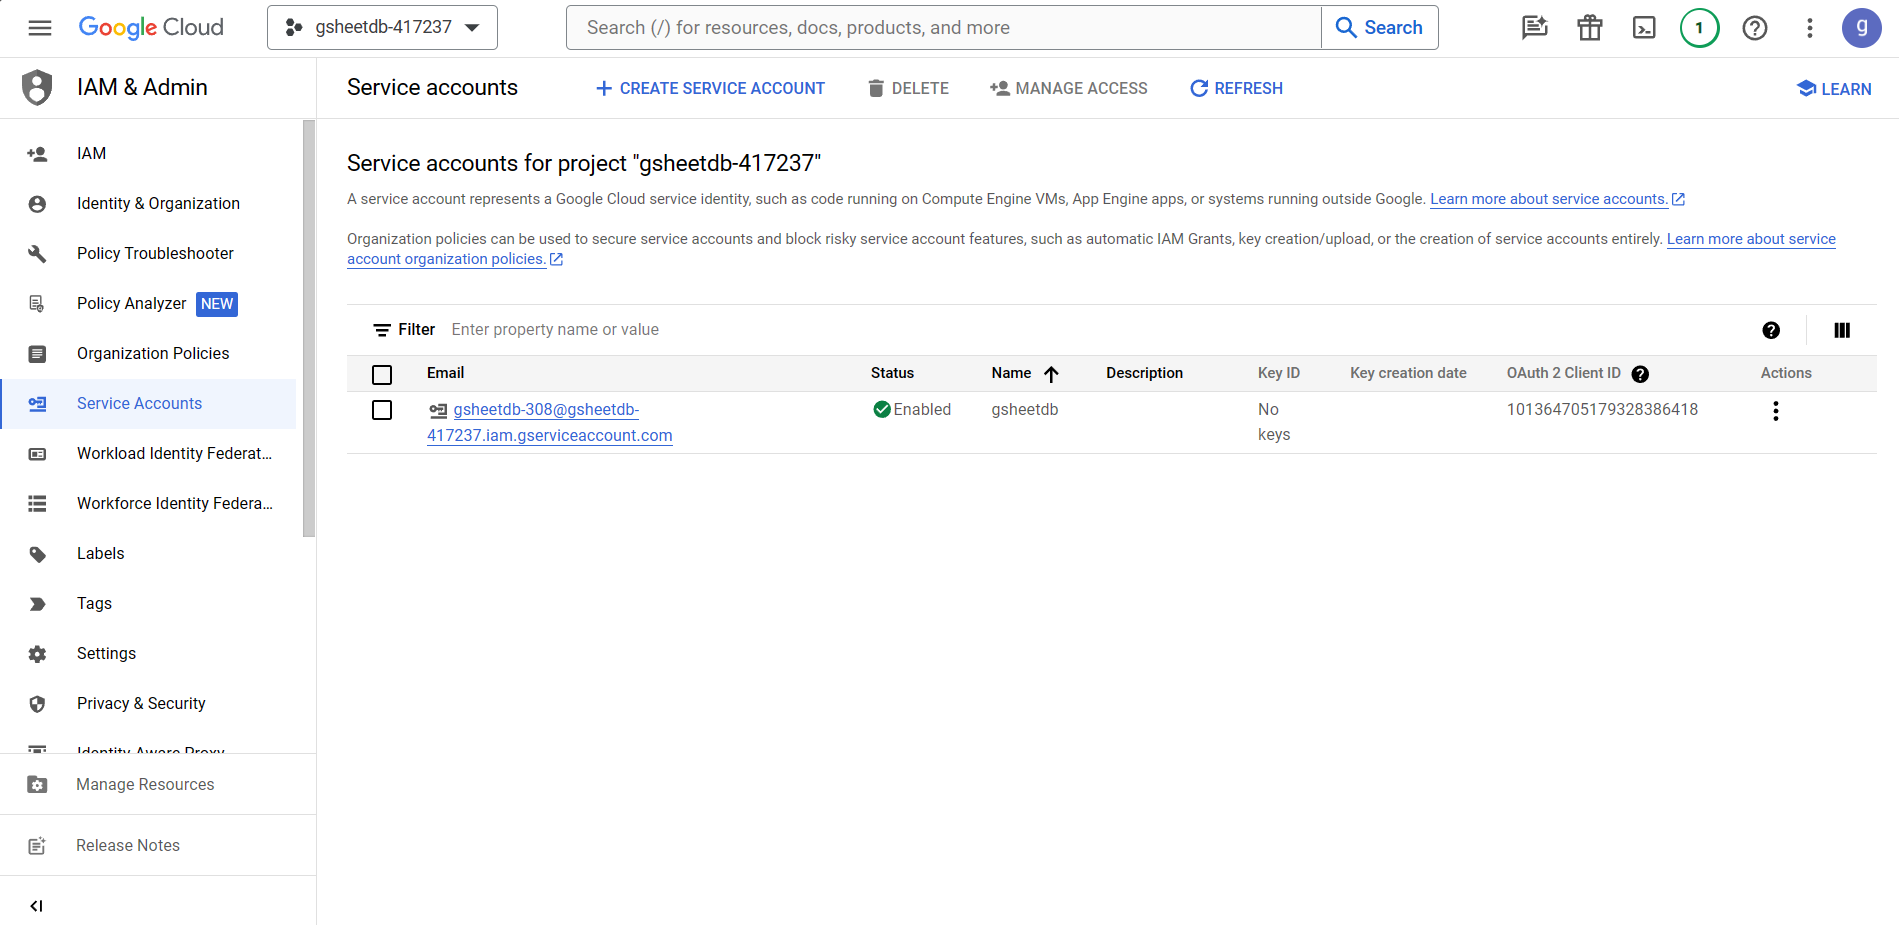 Google Cloud
gsheetdb-417237
Search (/) for resources, docs, products, and more
Search
1
g
IAM & Admin
Service accounts
CREATE SERVICE ACCOUNT
DELETE
MANAGE ACCESS
REFRESH
LEARN
IAM
Identity & Organization
Policy Troubleshooter
Policy Analyzer NEW
Organization Policies
Service Accounts
Workload Identity Federat...
Workforce Identity Federa...
Labels
Tags
Settings
Privacy & Security
Identity-Aware Proxy
Manage Resources
Release Notes
Service accounts for project "gsheetdb-417237"
A service account represents a Google Cloud service identity, such as code running on Compute Engine VMs, App Engine apps, or systems running outside Google. Learn more about service accounts.
Organization policies can be used to secure service accounts and block risky service account features, such as automatic IAM Grants, key creation/upload, or the creation of service accounts entirely. Learn more about service
account organization policies.
Filter Enter property name or value
Email Status Name Description Key ID Key creation date OAuth 2 Client ID Actions
gsheetdb-308@gsheetdb- Enabled gsheetdb No 101364705179328386418
417237.iam.gserviceaccount.com keys